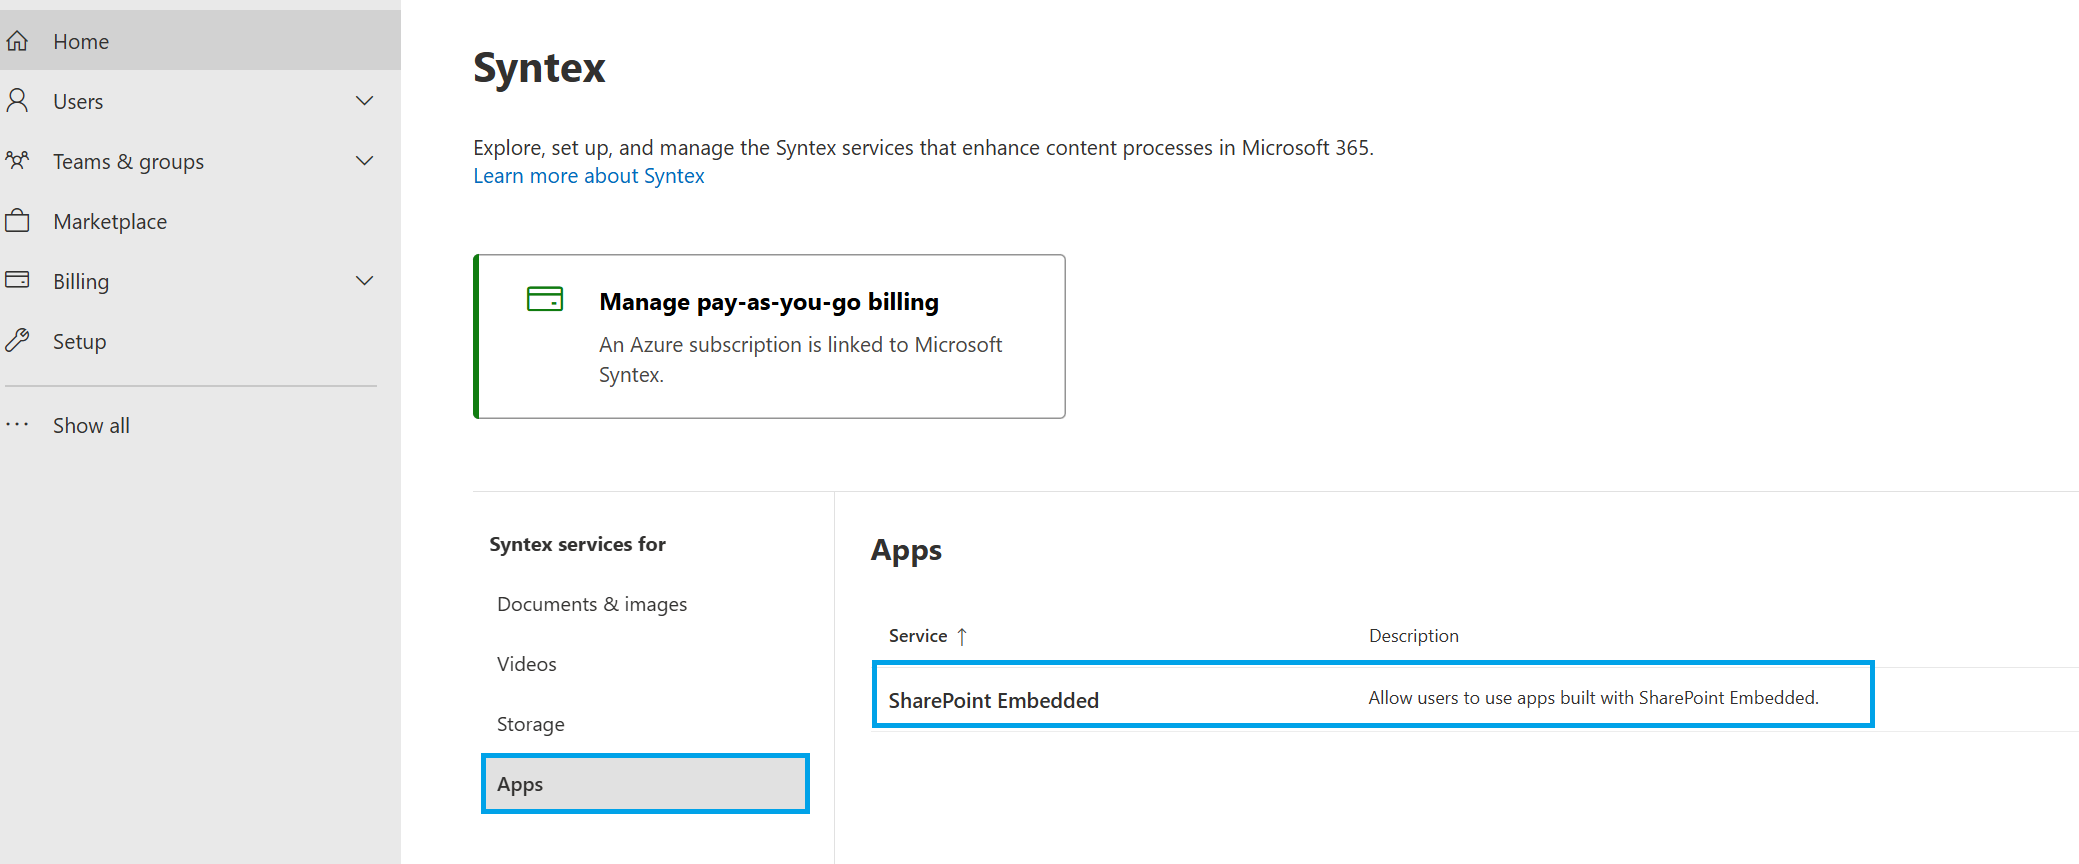 Home
Users
Teams & groups
Marketplace
Billing
Setup
Show all
Syntex
Explore, set up, and manage the Syntex services that enhance content processes in Microsoft 365.
Learn more about Syntex
Manage pay-as-you-go billing
An Azure subscription is linked to Microsoft
Syntex.
Syntex services for
Documents & images
Videos
Storage
Apps
Apps
Service ↑ Description
SharePoint Embedded Allow users to use apps built with SharePoint Embedded.